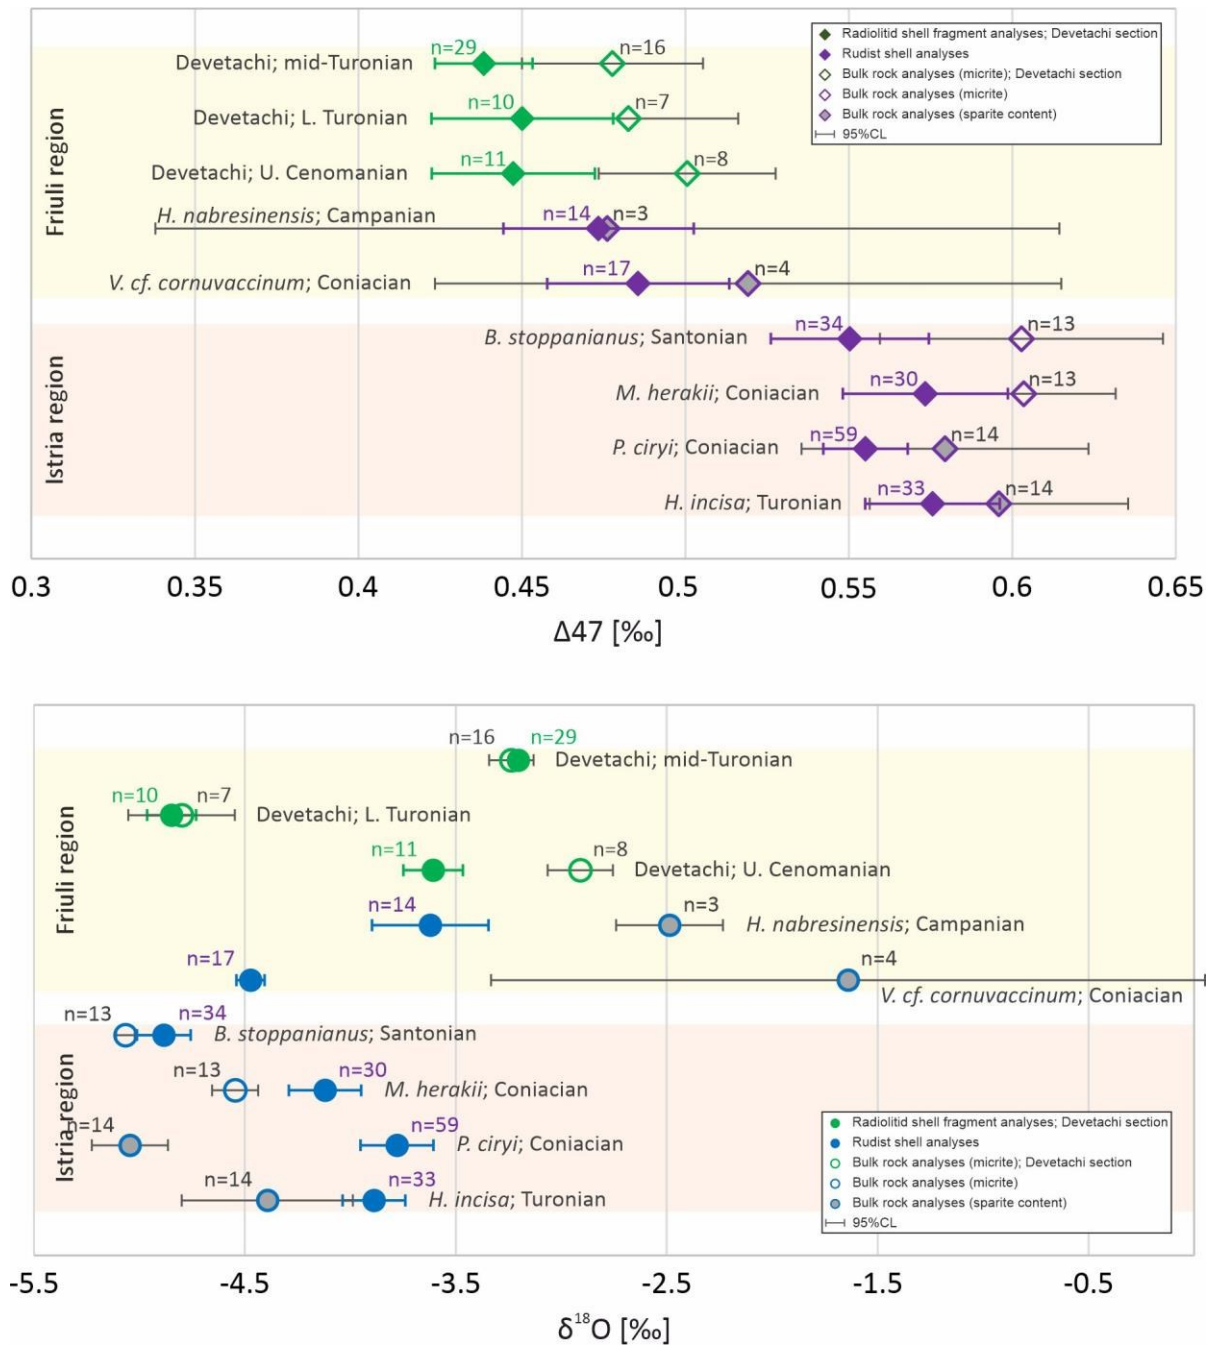 Radiolitid shell fragment analyses; Devetachi section
Rudist shell analyses
Bulk rock analyses (micrite); Devetachi section
Bulk rock analyses (micrite)
Bulk rock analyses (sparite content)
95%CL
Friuli region
n=29
n=16
Devetachi; mid-Turonian
n=10
n=7
Devetachi; L. Turonian
n=11
n=8
Devetachi; U. Cenomanian
H. nabresinensis; Campanian
n=14
n=3
n=17
n=4
V. cf. cornuvaccinum; Coniacian
Istria region
n=34
n=13
B. stoppanianus; Santonian
n=30
n=13
M. herakii; Coniacian
n=59
n=14
P. ciryi; Coniacian
n=33
n=14
H. incisa; Turonian
0.3 0.35 0.4 0.45 0.5 0.55 0.6 0.65
Δ47 [‰]
Friuli region
n=16
n=29
Devetachi; mid-Turonian
n=10
n=7
Devetachi; L. Turonian
n=11
n=8
Devetachi; U. Cenomanian
n=14
n=3
H. nabresinensis; Campanian
n=17
n=4
V. cf. cornuvaccinum; Coniacian
Istria region
n=13
n=34
B. stoppanianus; Santonian
n=13
n=30
M. herakii; Coniacian
n=14
n=59
P. ciryi; Coniacian
n=14
n=33
H. incisa; Turonian
Radiolitid shell fragment analyses; Devetachi section
Rudist shell analyses
Bulk rock analyses (micrite); Devetachi section
Bulk rock analyses (micrite)
Bulk rock analyses (sparite content)
95%CL
-5.5 -4.5 -3.5 -2.5 -1.5 -0.5
δ¹⁸O [‰]